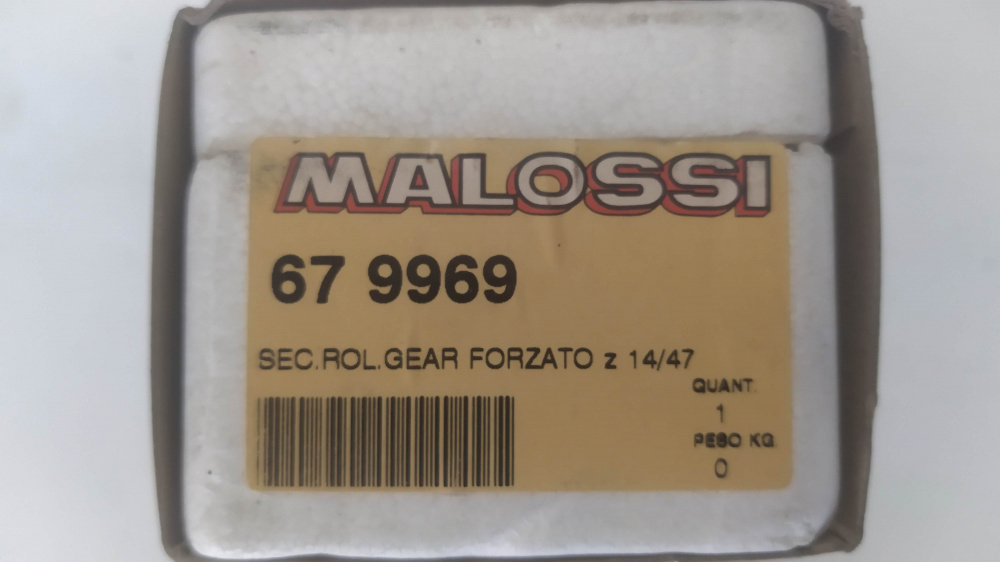 MALOSSI
67 9969
SEC.ROL.GEAR FORZATO z 14/47
QUANT.
1
PESO KG.
0